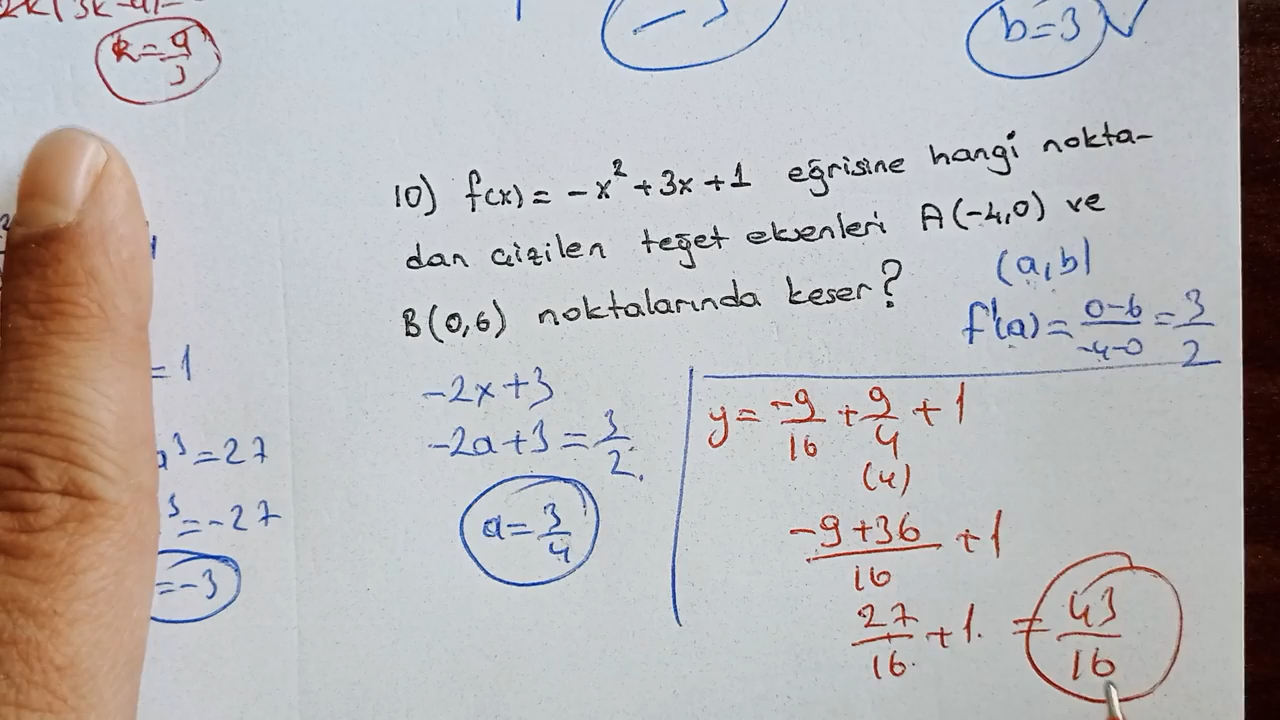 k = 9/3
b=3
10) f(x) = -x² + 3x + 1 eğrisine hangi nokta-
dan çizilen teğet eksenleri A(-4,0) ve
B(0,6) noktalarında keser?
(a,b)
f'(a) = 0-6/-4-0 = 3/2
-2x+3
-2a+3 = 3/2
a = 3/4
y = -9/16 + 9/4 + 1
(4)
-9+36/16 + 1
27/16 + 1 = 43/16
= 1
a³ = 27
³ = -27
= -3